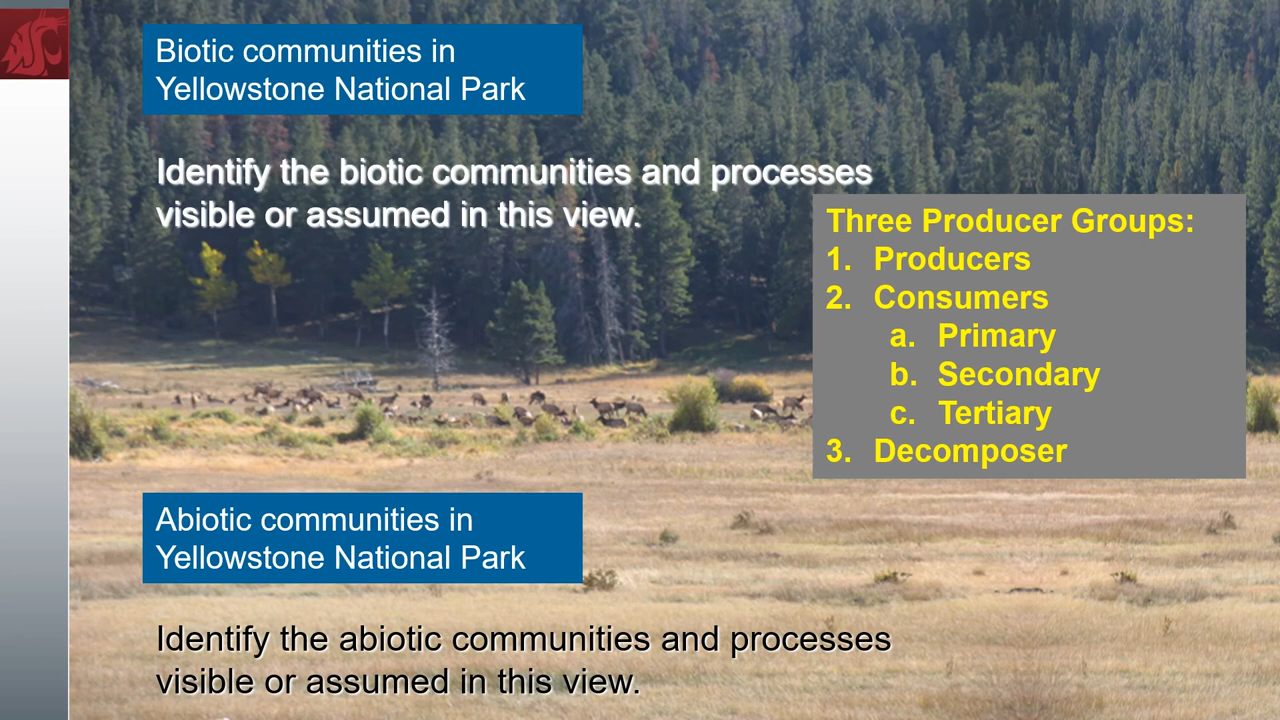 Biotic communities in
Yellowstone National Park
Identify the biotic communities and processes
visible or assumed in this view.
Three Producer Groups:
1. Producers
2. Consumers
a. Primary
b. Secondary
c. Tertiary
3. Decomposer
Abiotic communities in
Yellowstone National Park
Identify the abiotic communities and processes
visible or assumed in this view.